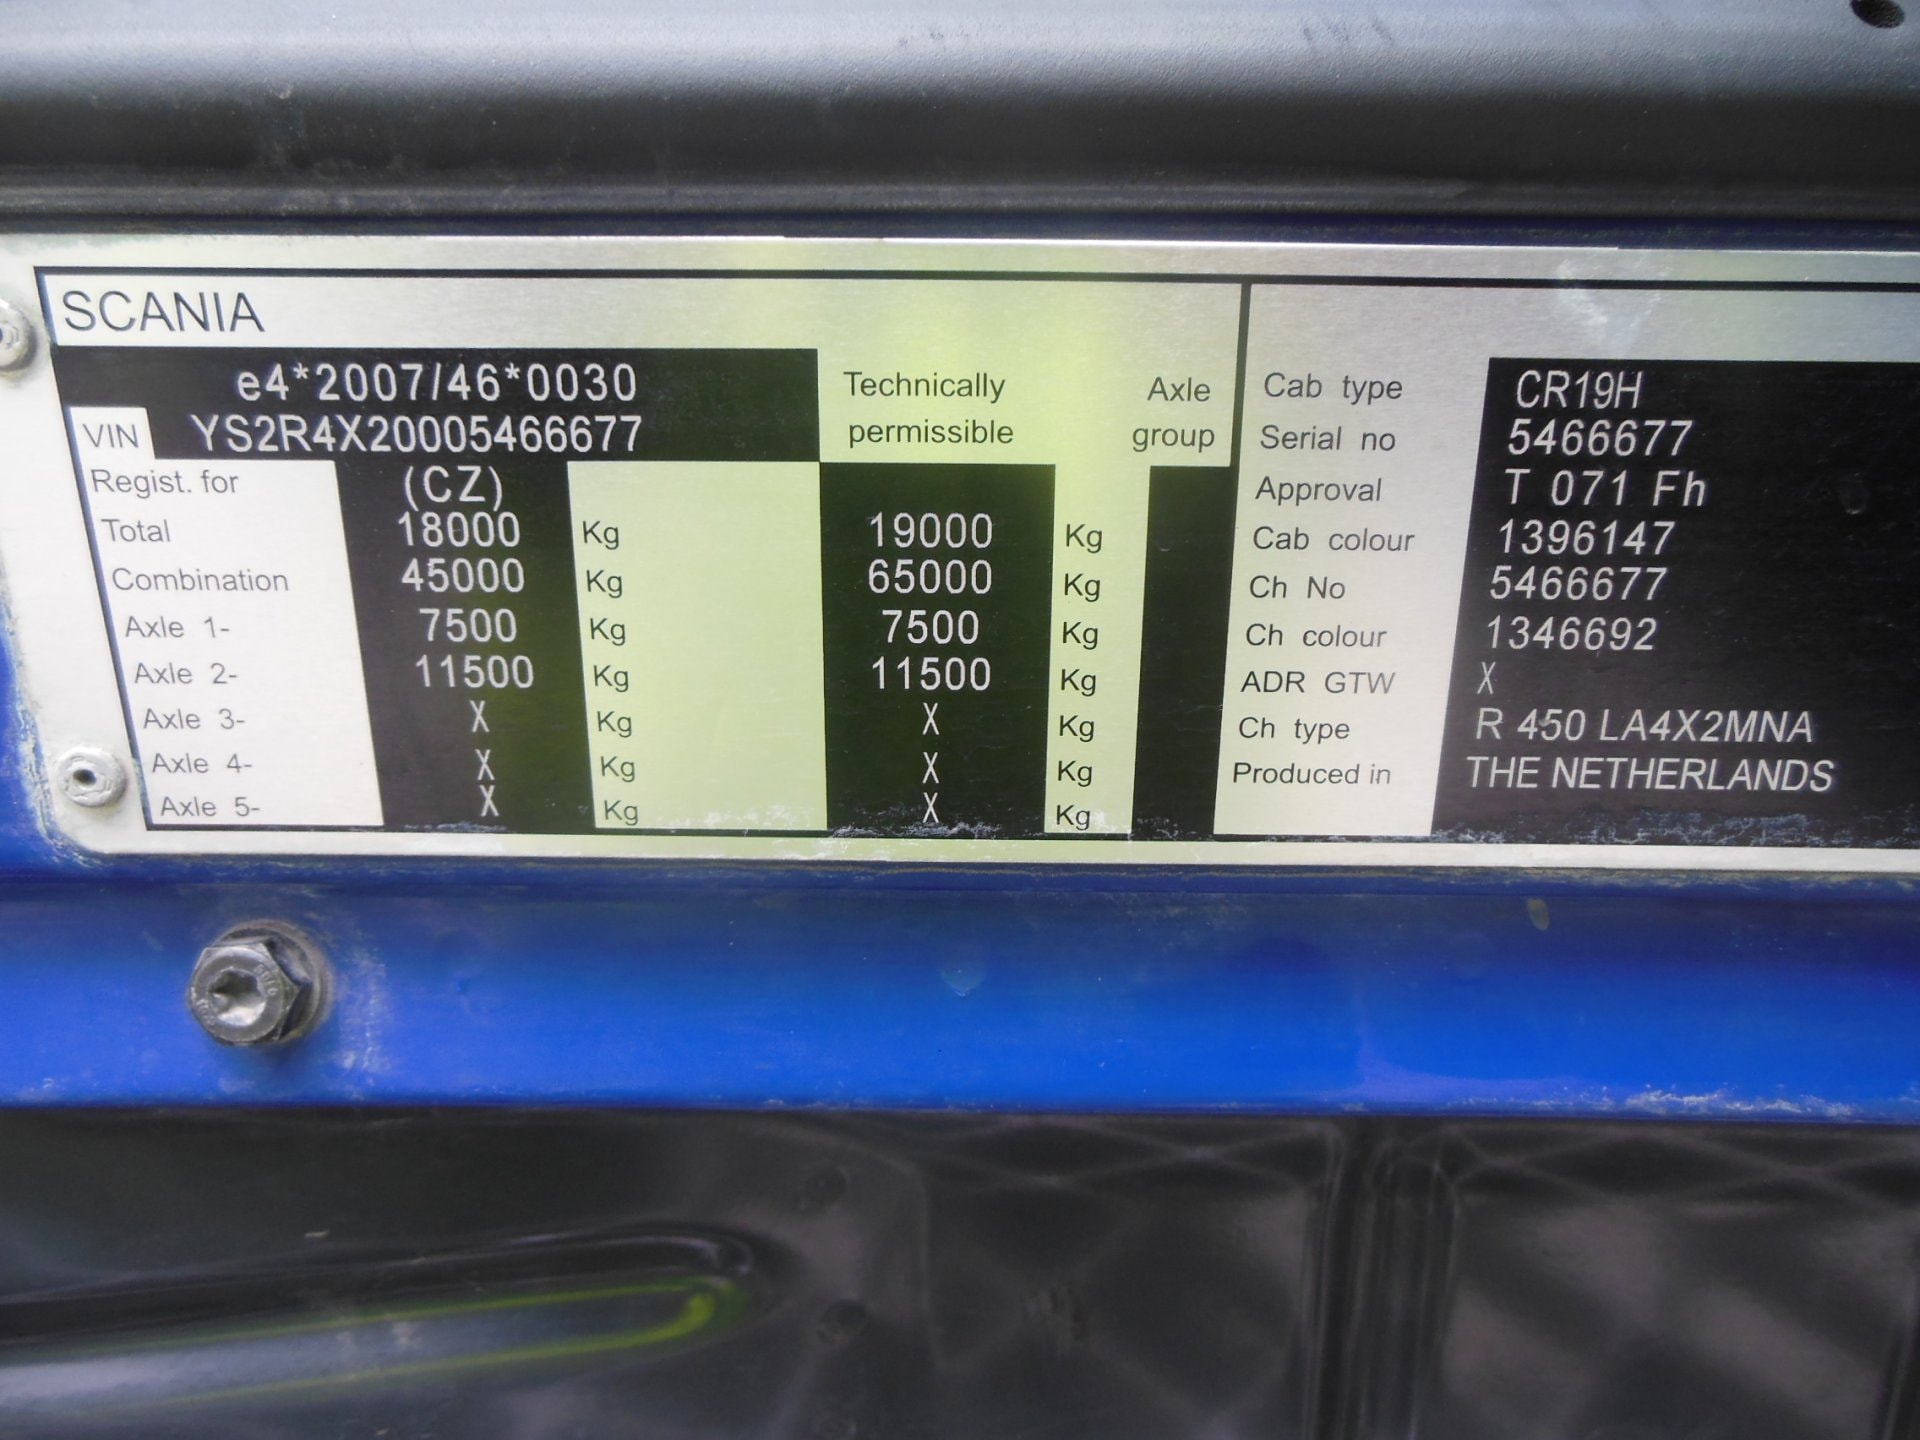 SCANIA
e4*2007/46*0030 Technically Axle Cab type CR19H
VIN YS2R4X20005466677 permissible group Serial no 5466677
Regist. for (CZ) Approval T 071 Fh
Total 18000 Kg 19000 Kg Cab colour 1396147
Combination 45000 Kg 65000 Kg Ch No 5466677
Axle 1- 7500 Kg 7500 Kg Ch colour 1346692
Axle 2- 11500 Kg 11500 Kg ADR GTW X
Axle 3- X Kg X Kg Ch type R 450 LA4X2MNA
Axle 4- X Kg X Kg Produced in THE NETHERLANDS
Axle 5- X Kg X Kg